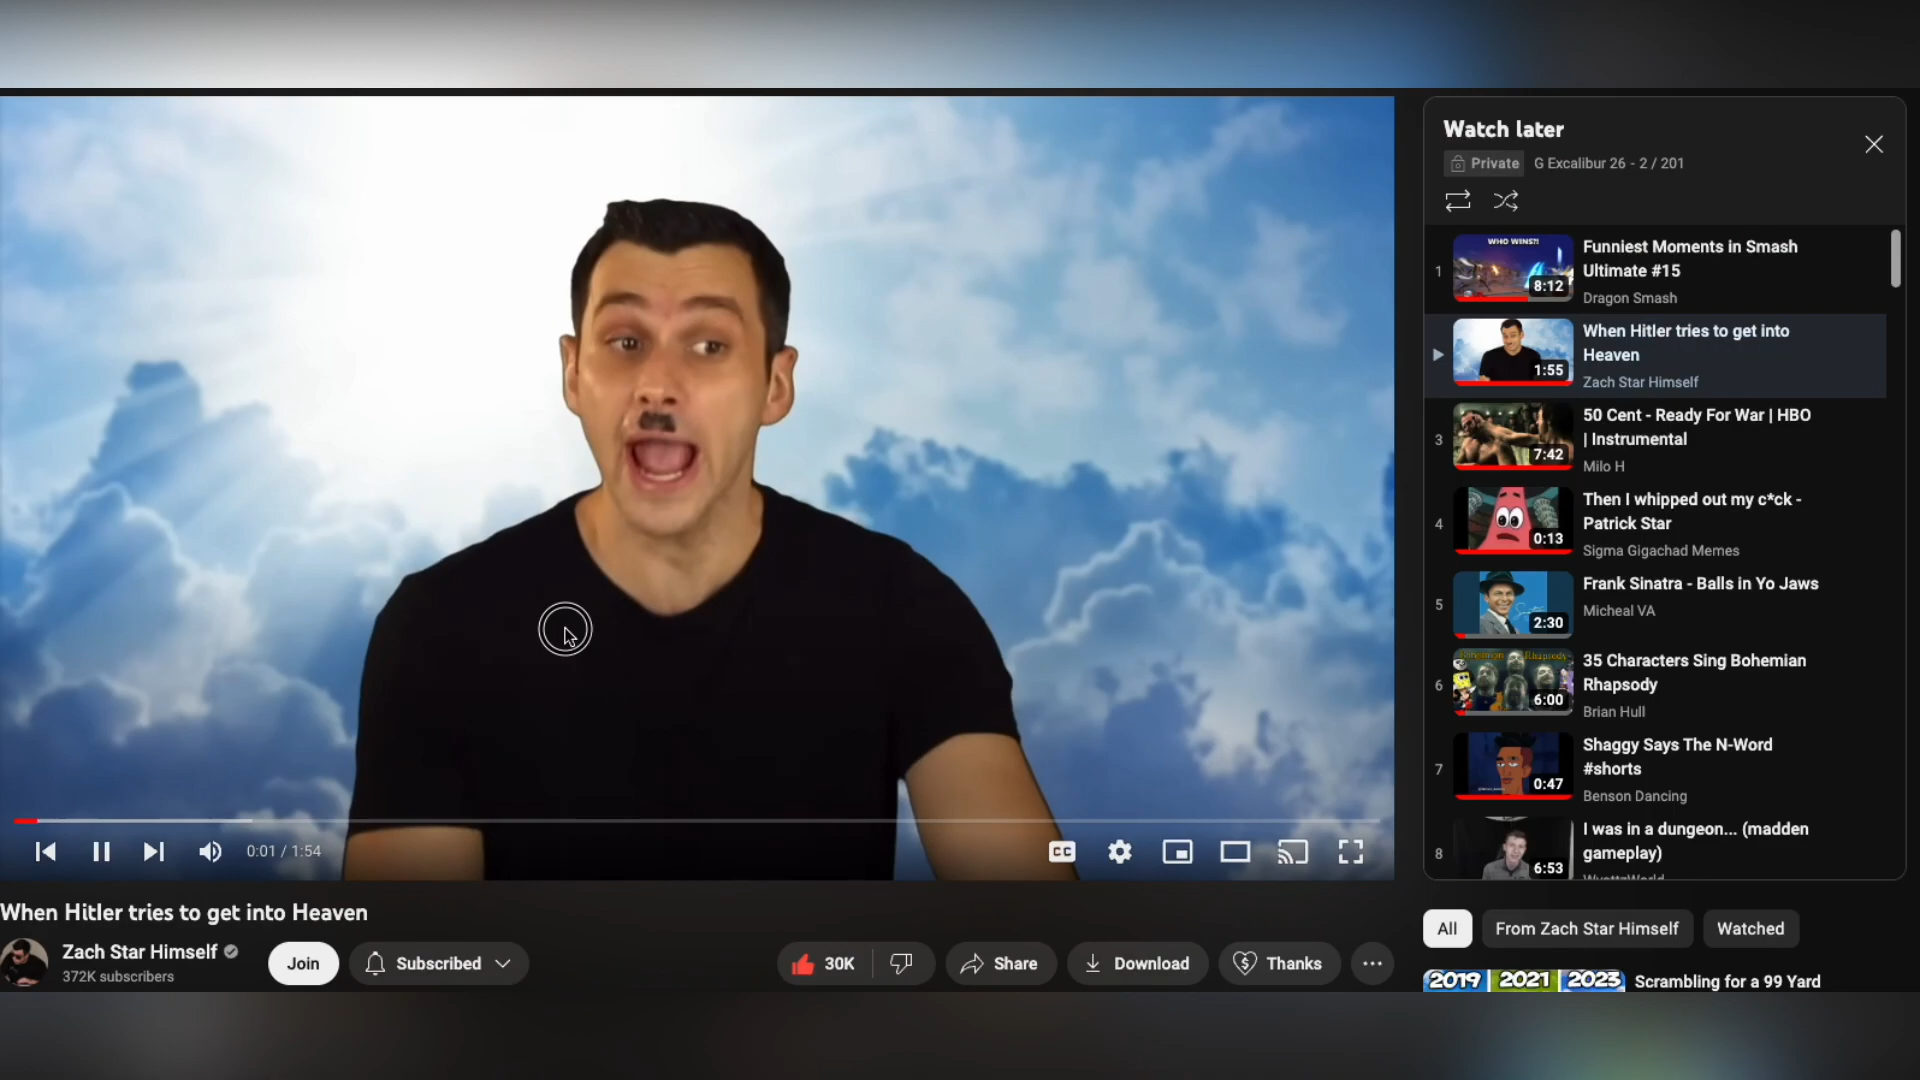 Watch later
Private G Excalibur 26 - 2 / 201
WHO WINS?!
1
8:12
Funniest Moments in Smash
Ultimate #15
Dragon Smash
1:55
When Hitler tries to get into
Heaven
Zach Star Himself
3
7:42
50 Cent - Ready For War | HBO
| Instrumental
Milo H
4
0:13
Then I whipped out my c*ck -
Patrick Star
Sigma Gigachad Memes
5
2:30
Frank Sinatra - Balls in Yo Jaws
Micheal VA
6
Bohemian Rhapsody
6:00
35 Characters Sing Bohemian
Rhapsody
Brian Hull
7
0:47
Shaggy Says The N-Word
#shorts
Benson Dancing
8
6:53
I was in a dungeon... (madden
gameplay)
0:01 / 1:54
CC
When Hitler tries to get into Heaven
Zach Star Himself
372K subscribers
Join
Subscribed
30K
Share
Download
Thanks
All
From Zach Star Himself
Watched
2019 2021 2023
Scrambling for a 99 Yard